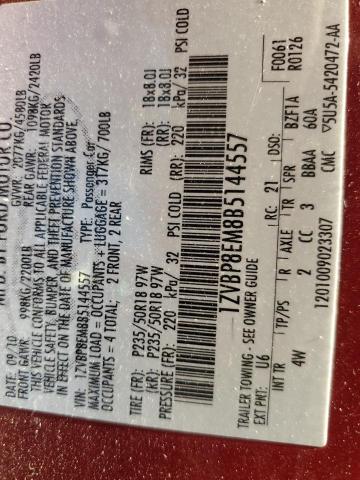 MFD. BY FORD MOTOR CO.
DATE: 09/10 GVWR: 2077KG/4580LB
FRONT GAWR: 998KG/2200LB REAR GAWR: 1098KG/2420LB
THIS VEHICLE CONFORMS TO ALL APPLICABLE FEDERAL MOTOR
VEHICLE SAFETY, BUMPER, AND THEFT PREVENTION STANDARDS
IN EFFECT ON THE DATE OF MANUFACTURE SHOWN ABOVE.
VIN: 1ZVBP8EM8B5144557 TYPE: Passenger Car
MAXIMUM LOAD = OCCUPANTS + LUGGAGE = 317KG/ 700LB
OCCUPANTS = 4 TOTAL: 2 FRONT, 2 REAR
TIRE (FR): P235/50R18 97W RIMS (FR): 18x8.0J
TIRE (RR): P235/50R18 97W RIMS (RR): 18x8.0J
PRESSURE (FR): 220 kPa/ 32 PSI COLD (RR): 220 kPa/ 32 PSI COLD
1ZVBP8EM8B5144557
F0061
R0126
TRAILER TOWING - SEE OWNER GUIDE
EXT PNT: U6 RC: 21 DSO:
INT TR TP/PS R AXLE TR SPR BZF1A
4W 2 CC 3 BBAA 60A
1201009023307 CMC V5U5A-5420472-AA